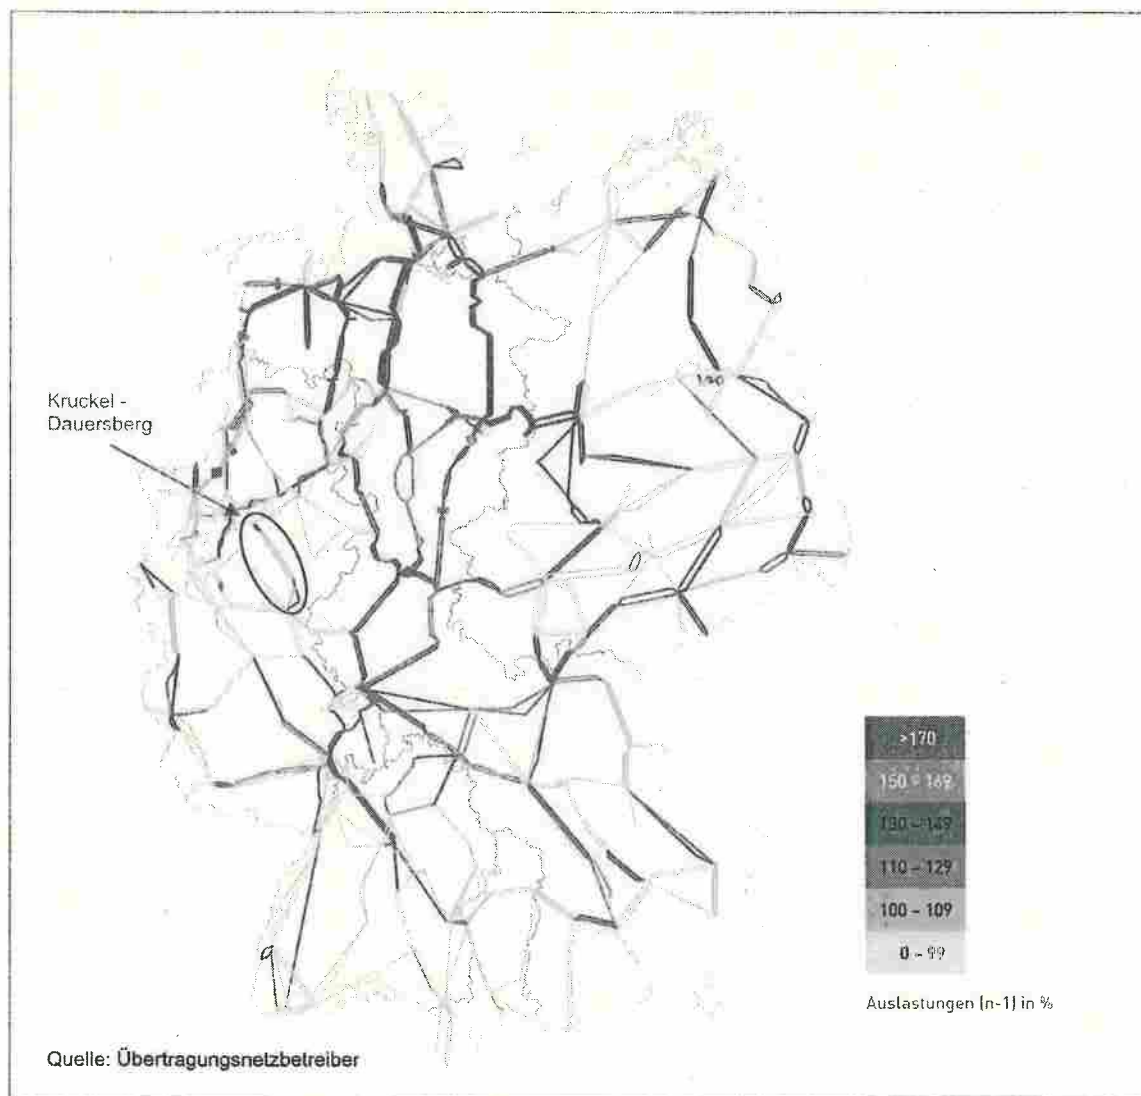 Kruckel -
Dauersberg
>170
150 - 169
130 - 149
110 - 129
100 - 109
0 - 99
Auslastungen (n-1) in %
Quelle: Übertragungsnetzbetreiber